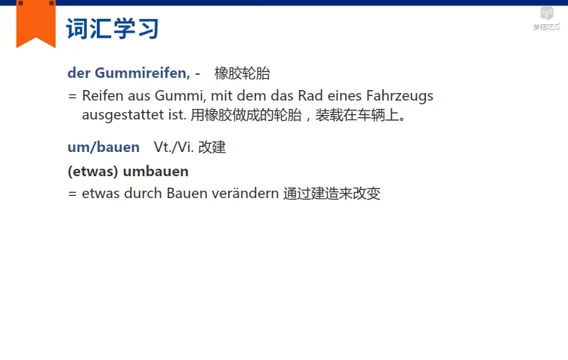 词汇学习
der Gummireifen, - 橡胶轮胎
= Reifen aus Gummi, mit dem das Rad eines Fahrzeugs
ausgestattet ist. 用橡胶做成的轮胎，装载在车辆上。
um/bauen Vt./Vi. 改建
(etwas) umbauen
= etwas durch Bauen verändern 通过建造来改变